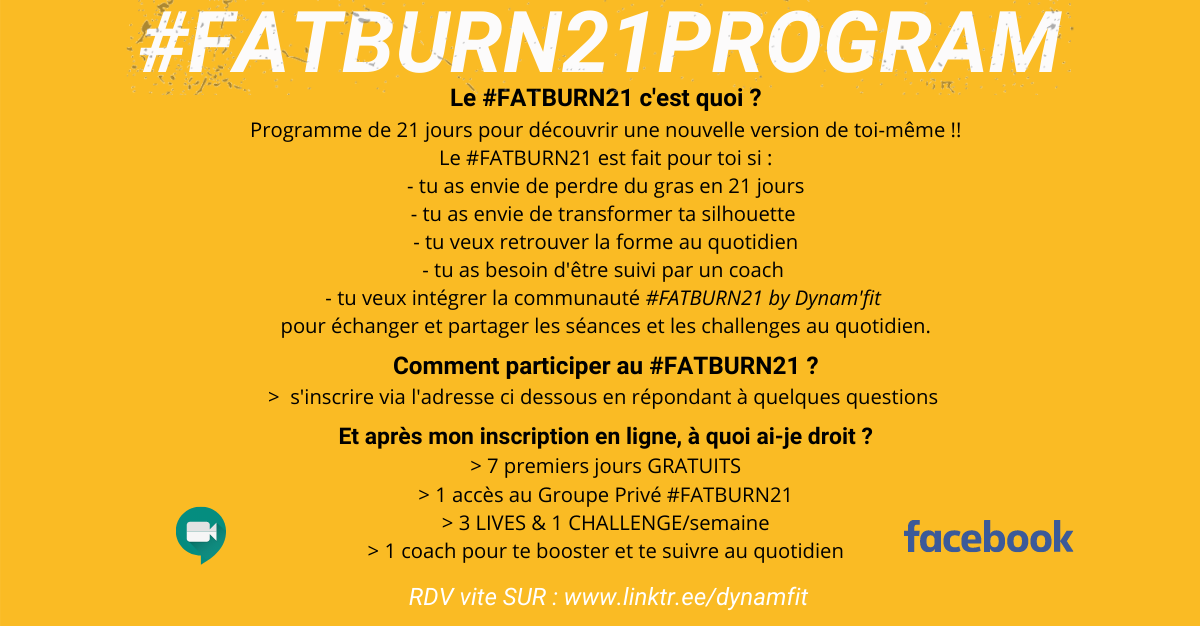 #FATBURN21PROGRAM
Le #FATBURN21 c'est quoi ?
Programme de 21 jours pour découvrir une nouvelle version de toi-même !!
Le #FATBURN21 est fait pour toi si :
- tu as envie de perdre du gras en 21 jours
- tu as envie de transformer ta silhouette
- tu veux retrouver la forme au quotidien
- tu as besoin d'être suivi par un coach
- tu veux intégrer la communauté #FATBURN21 by Dynam'fit
pour échanger et partager les séances et les challenges au quotidien.
Comment participer au #FATBURN21 ?
> s'inscrire via l'adresse ci dessous en répondant à quelques questions
Et après mon inscription en ligne, à quoi ai-je droit ?
> 7 premiers jours GRATUITS
> 1 accès au Groupe Privé #FATBURN21
> 3 LIVES & 1 CHALLENGE/semaine
> 1 coach pour te booster et te suivre au quotidien
facebook
RDV vite SUR : www.linktr.ee/dynamfit